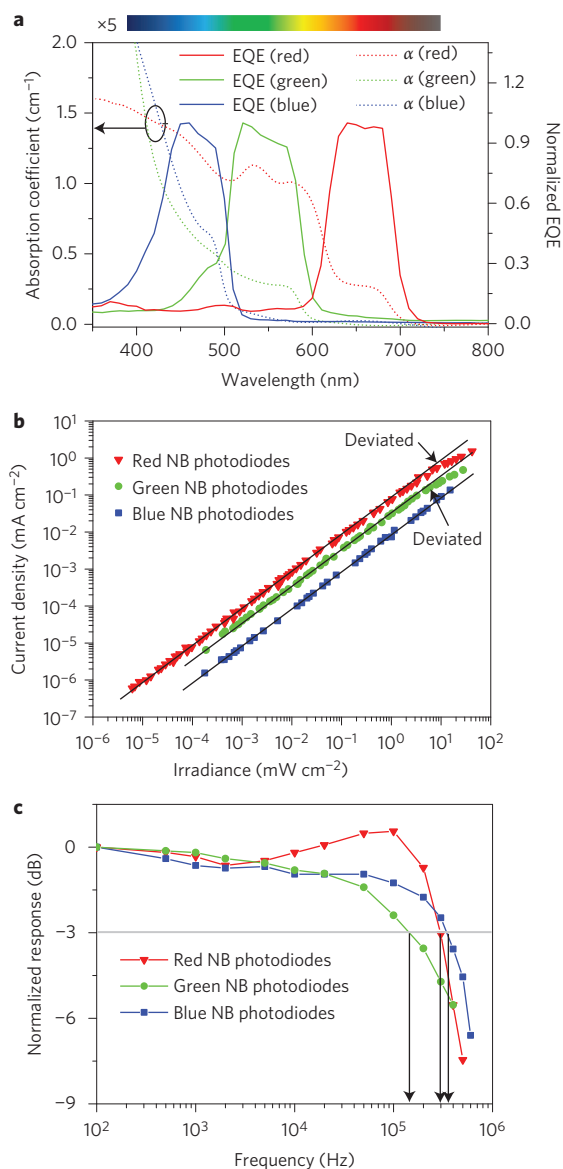 a
×5
2.0
1.5
1.0
0.5
0.0
Absorption coefficient (cm⁻¹)
EQE (red)
EQE (green)
EQE (blue)
α (red)
α (green)
α (blue)
1.2
0.9
0.6
0.3
0.0
Normalized EQE
400
500
600
700
800
Wavelength (nm)
b
10¹
10⁰
10⁻¹
10⁻²
10⁻³
10⁻⁴
10⁻⁵
10⁻⁶
10⁻⁷
Current density (mA cm⁻²)
Red NB photodiodes
Green NB photodiodes
Blue NB photodiodes
Deviated
Deviated
10⁻⁶
10⁻⁵
10⁻⁴
10⁻³
10⁻²
10⁻¹
10⁰
10¹
10²
Irradiance (mW cm⁻²)
c
0
−3
−6
−9
Normalized response (dB)
Red NB photodiodes
Green NB photodiodes
Blue NB photodiodes
10²
10³
10⁴
10⁵
10⁶
Frequency (Hz)